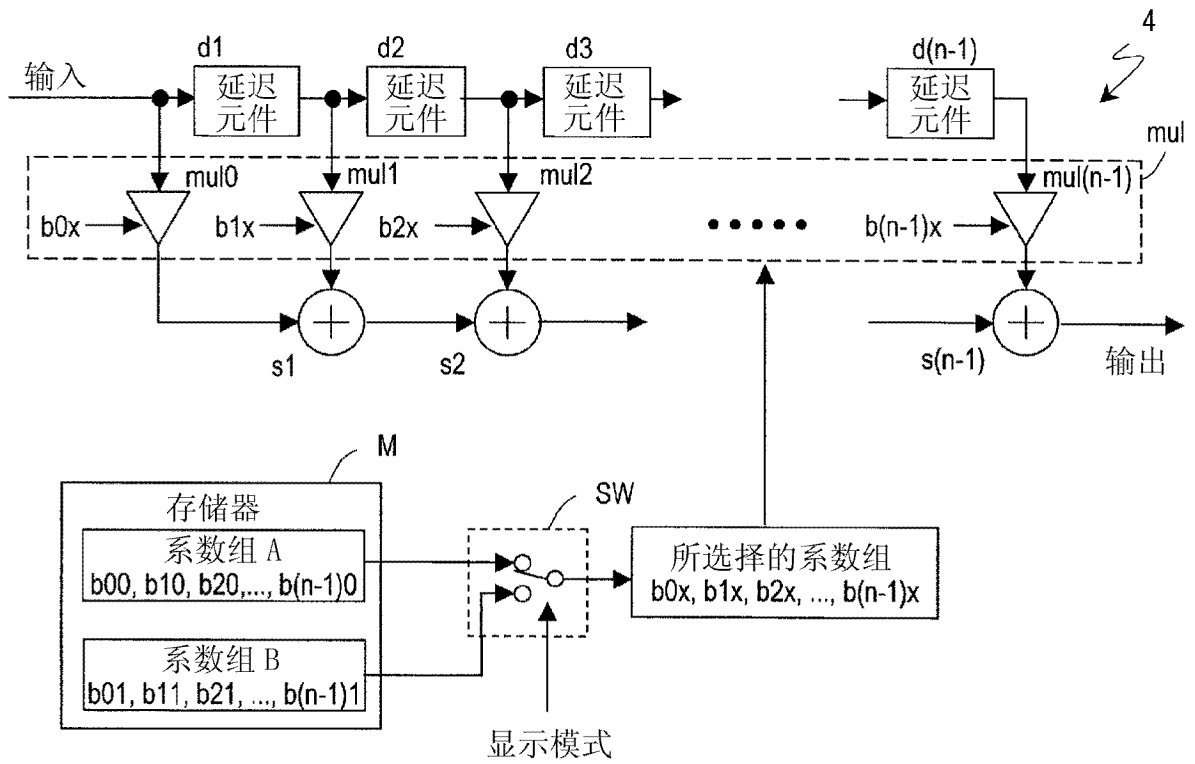 4
d1
d2
d3
d(n-1)
输入
延迟
元件
延迟
元件
延迟
元件
延迟
元件
mul
mul0
mul1
mul2
mul(n-1)
b0x
b1x
b2x
b(n-1)x
s1
s2
s(n-1)
输出
M
存储器
系数组 A
b00, b10, b20,..., b(n-1)0
系数组 B
b01, b11, b21, ..., b(n-1)1
SW
所选择的系数组
b0x, b1x, b2x, ..., b(n-1)x
显示模式